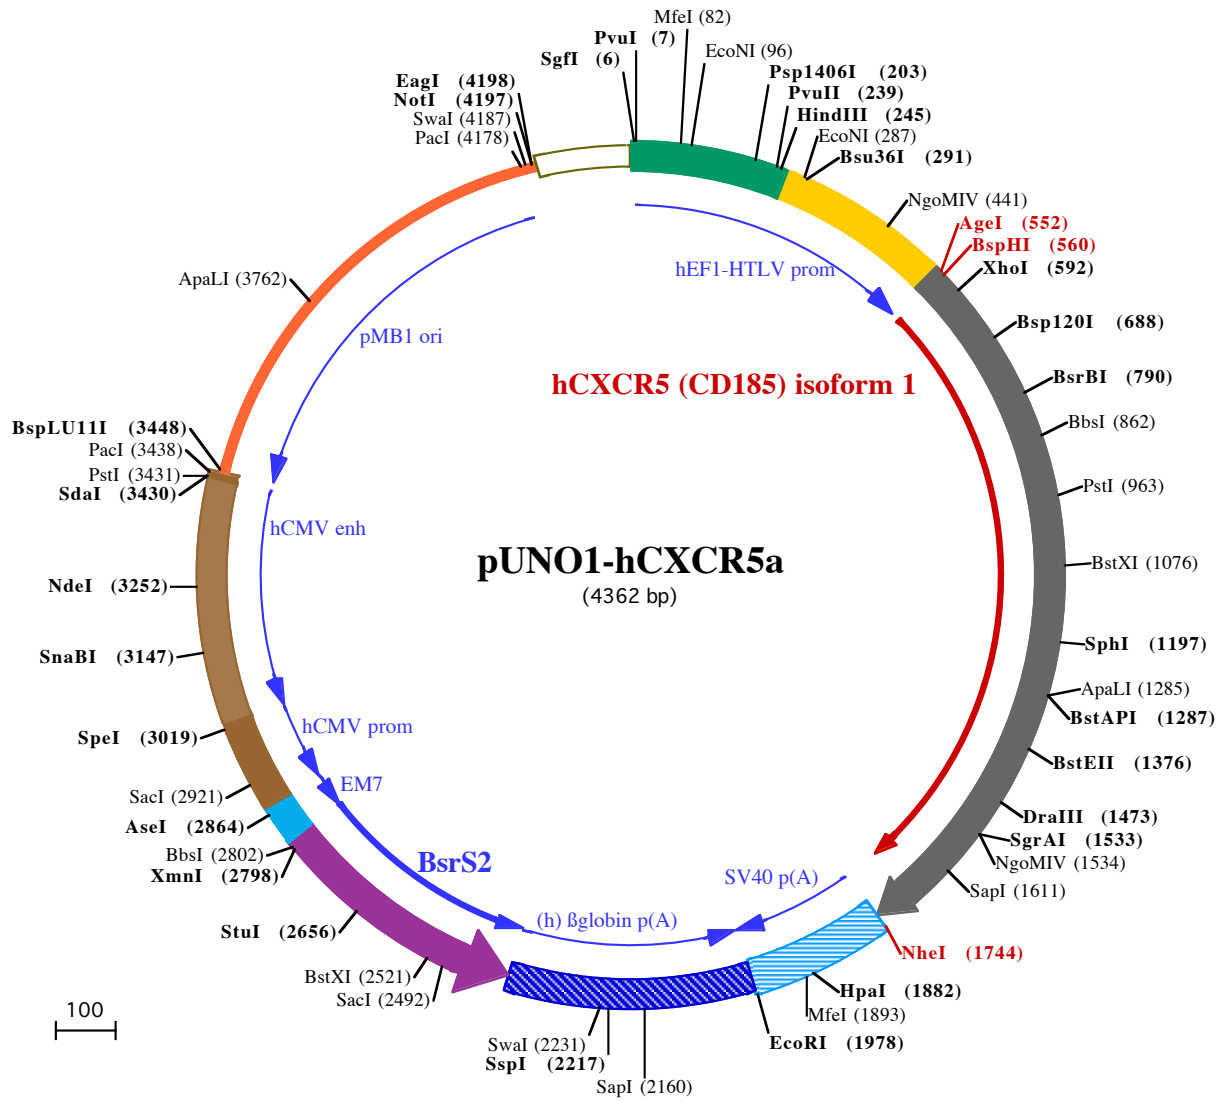 MfeI (82)
PvuI (7)
EcoNI (96)
SgfI (6)
Psp1406I (203)
EagI (4198)
PvuII (239)
NotI (4197)
HindIII (245)
SwaI (4187)
EcoNI (287)
PacI (4178)
Bsu36I (291)
NgoMIV (441)
AgeI (552)
BspHI (560)
hEF1-HTLV prom
XhoI (592)
ApaLI (3762)
Bsp120I (688)
pMB1 ori
hCXCR5 (CD185) isoform 1
BsrBI (790)
BspLU11I (3448)
BbsI (862)
PacI (3438)
PstI (3431)
PstI (963)
SdaI (3430)
hCMV enh
pUNO1-hCXCR5a
BstXI (1076)
NdeI (3252)
(4362 bp)
SphI (1197)
SnaBI (3147)
ApaLI (1285)
BstAPI (1287)
hCMV prom
SpeI (3019)
BstEII (1376)
EM7
SacI (2921)
DraIII (1473)
AseI (2864)
SgrAI (1533)
BbsI (2802)
NgoMIV (1534)
BsrS2
XmnI (2798)
SV40 p(A)
SapI (1611)
(h) ßglobin p(A)
StuI (2656)
NheI (1744)
BstXI (2521)
HpaI (1882)
SacI (2492)
100
MfeI (1893)
EcoRI (1978)
SwaI (2231)
SspI (2217)
SapI (2160)